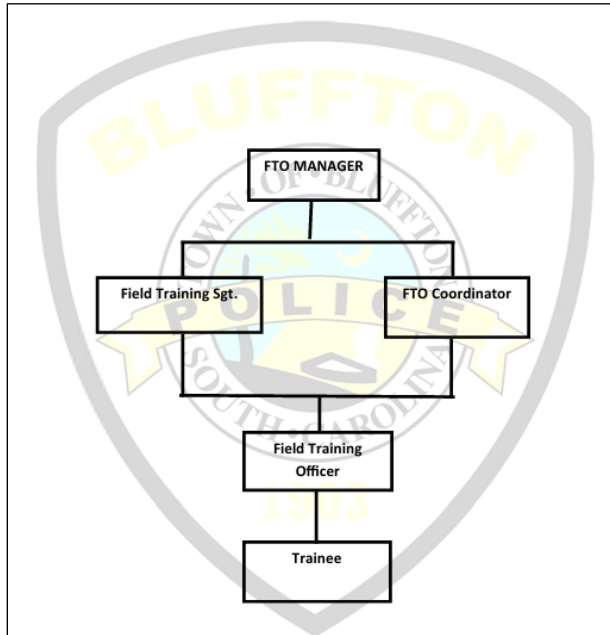 BLUFFTON
FTO MANAGER
TOWN·OF·BLUFFTON
Field Training Sgt.
FTO Coordinator
POLICE
SOUTH·CAROLINA
Field Training
Officer
1903
Trainee